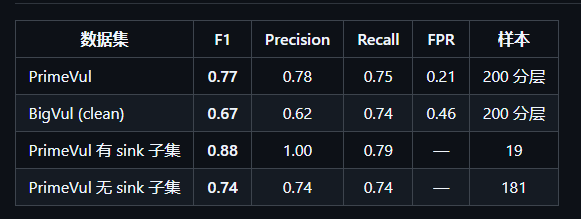 数据集 F1 Precision Recall FPR 样本
PrimeVul 0.77 0.78 0.75 0.21 200 分层
BigVul (clean) 0.67 0.62 0.74 0.46 200 分层
PrimeVul 有 sink 子集 0.88 1.00 0.79 — 19
PrimeVul 无 sink 子集 0.74 0.74 0.74 — 181